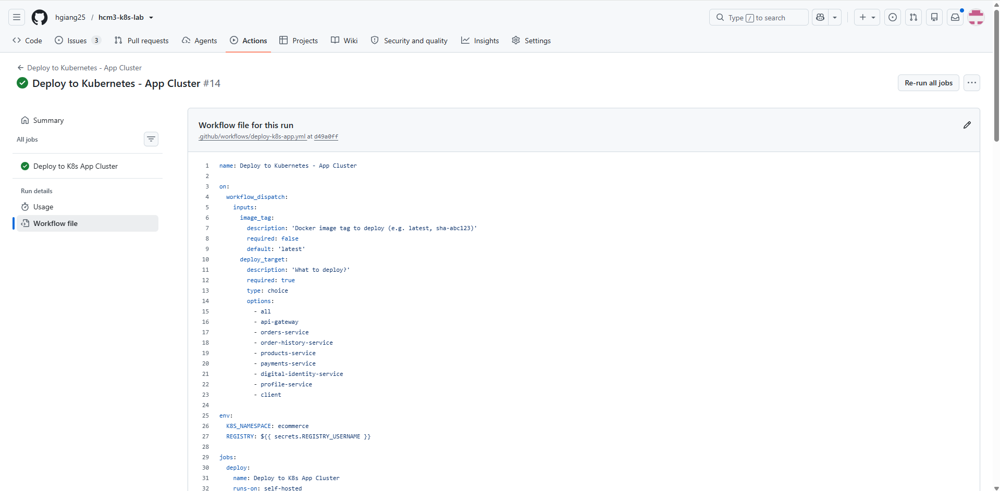 hgiang25 / hcm3-k8s-lab
Type / to search
Code
Issues 3
Pull requests
Agents
Actions
Projects
Wiki
Security and quality
Insights
Settings
Deploy to Kubernetes - App Cluster
Deploy to Kubernetes - App Cluster #14
Re-run all jobs
Summary
All jobs
Deploy to K8s App Cluster
Run details
Usage
Workflow file
Workflow file for this run
.github/workflows/deploy-k8s-app.yml at d49a0ff
1 name: Deploy to Kubernetes - App Cluster
2
3 on:
4   workflow_dispatch:
5     inputs:
6       image_tag:
7         description: 'Docker image tag to deploy (e.g. latest, sha-abc123)'
8         required: false
9         default: 'latest'
10       deploy_target:
11         description: 'What to deploy?'
12         required: true
13         type: choice
14         options:
15           - all
16           - api-gateway
17           - orders-service
18           - order-history-service
19           - products-service
20           - payments-service
21           - digital-identity-service
22           - profile-service
23           - client
24
25 env:
26   K8S_NAMESPACE: ecommerce
27   REGISTRY: ${{ secrets.REGISTRY_USERNAME }}
28
29 jobs:
30   deploy:
31     name: Deploy to K8s App Cluster
32     runs-on: self-hosted